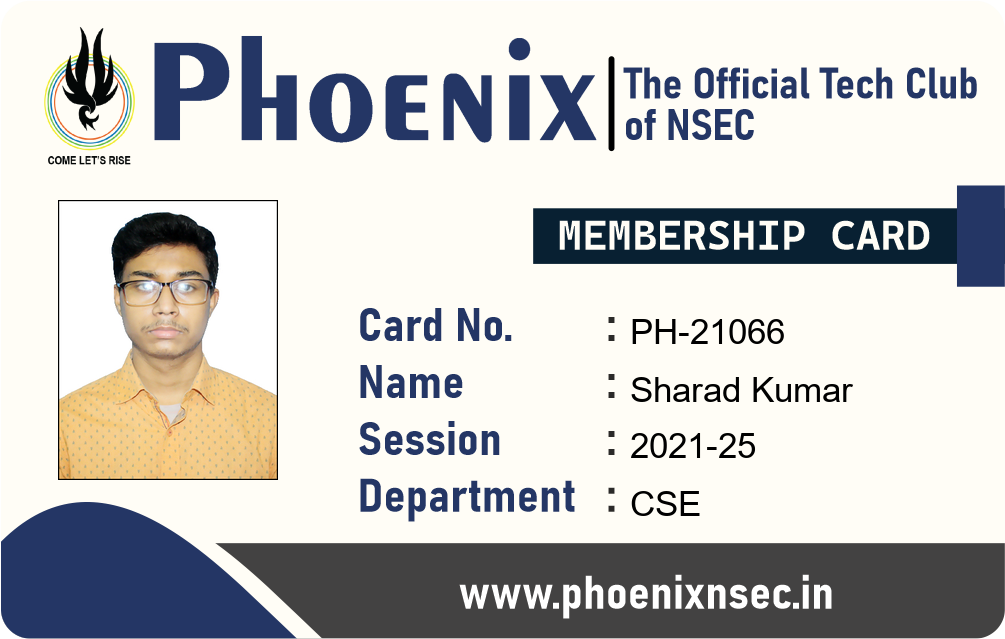 COME LET'S RISE
PHOENIX
The Official Tech Club
of NSEC
MEMBERSHIP CARD
Card No. : PH-21066
Name : Sharad Kumar
Session : 2021-25
Department : CSE
www.phoenixnsec.in